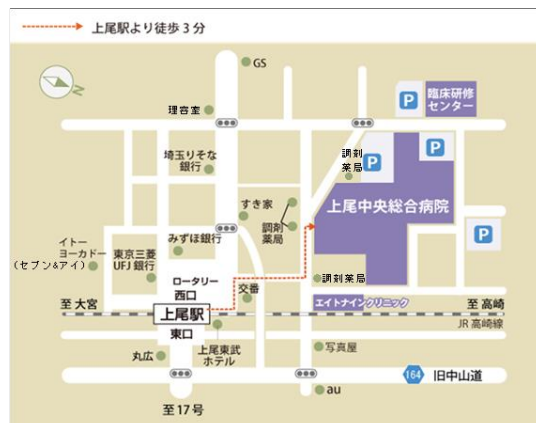 上尾駅より徒歩3分
GS
N
理容室
P
臨床研修
センター
埼玉りそな
銀行
調剤
薬局
P
P
上尾中央総合病院
すき家
調剤
薬局
みずほ銀行
P
イトー
ヨーカドー
(セブン&アイ)
東京三菱
UFJ 銀行
ロータリー
西口
交番
調剤薬局
エイトナインクリニック
至 大宮
上尾駅
至 高崎
JR 高崎線
東口
丸広
上尾東武
ホテル
写真屋
au
164
旧中山道
至 17 号